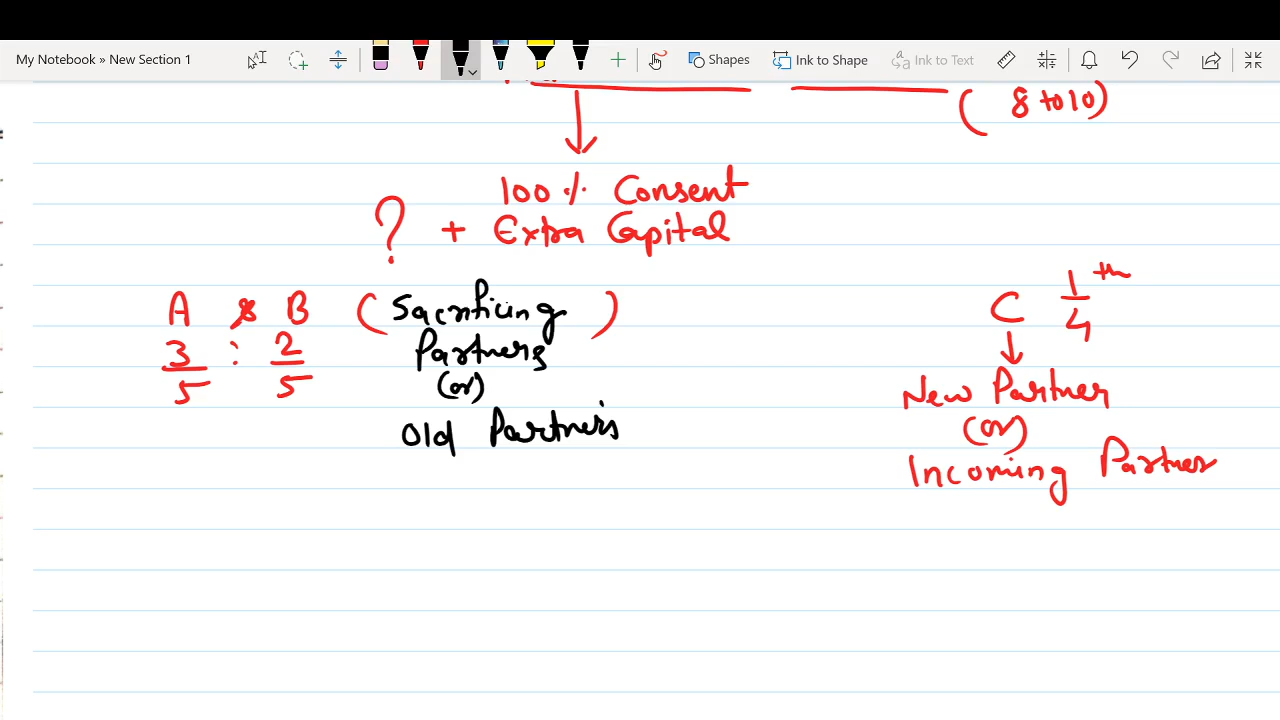 My Notebook » New Section 1
Shapes
Ink to Shape
Ink to Text
( 8 to 10)
100 % Consent
? + Extra Capital
A & B ( Sacrificing )
Partners
3/5 : 2/5
(or)
Old Partners
C 1/4 th
New Partner
(or)
Incoming Partner